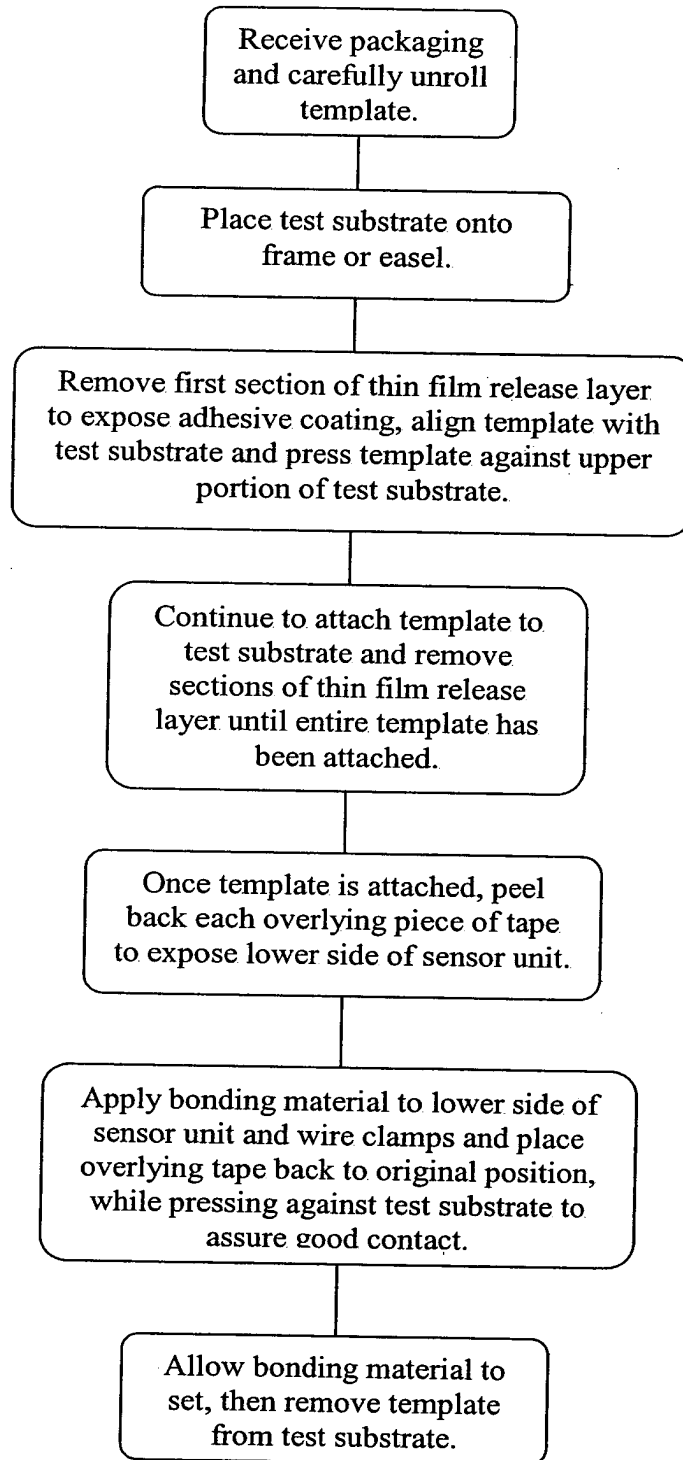 Receive packaging
and carefully unroll
template.
Place test substrate onto
frame or easel.
Remove first section of thin film release layer
to expose adhesive coating, align template with
test substrate and press template against upper
portion of test substrate.
Continue to attach template to
test substrate and remove
sections of thin film release
layer until entire template has
been attached.
Once template is attached, peel
back each overlying piece of tape
to expose lower side of sensor unit.
Apply bonding material to lower side of
sensor unit and wire clamps and place
overlying tape back to original position,
while pressing against test substrate to
assure good contact.
Allow bonding material to
set, then remove template
from test substrate.